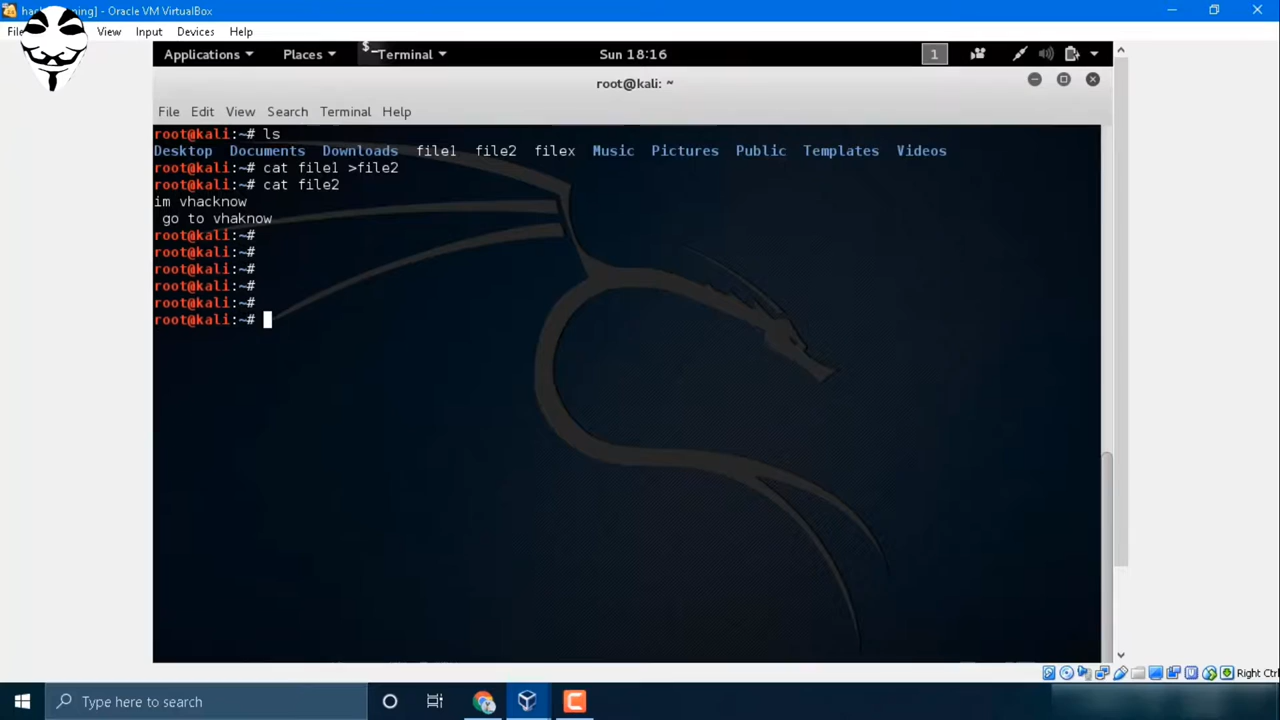 ning] - Oracle VM VirtualBox
View Input Devices Help
Applications Places Terminal Sun 18:16 1
root@kali: ~
File Edit View Search Terminal Help
root@kali:~# ls
Desktop Documents Downloads file1 file2 filex Music Pictures Public Templates Videos
root@kali:~# cat file1 >file2
root@kali:~# cat file2
im vhacknow
 go to vhaknow
root@kali:~#
root@kali:~#
root@kali:~#
root@kali:~#
root@kali:~#
root@kali:~#
Right Ctrl
Type here to search